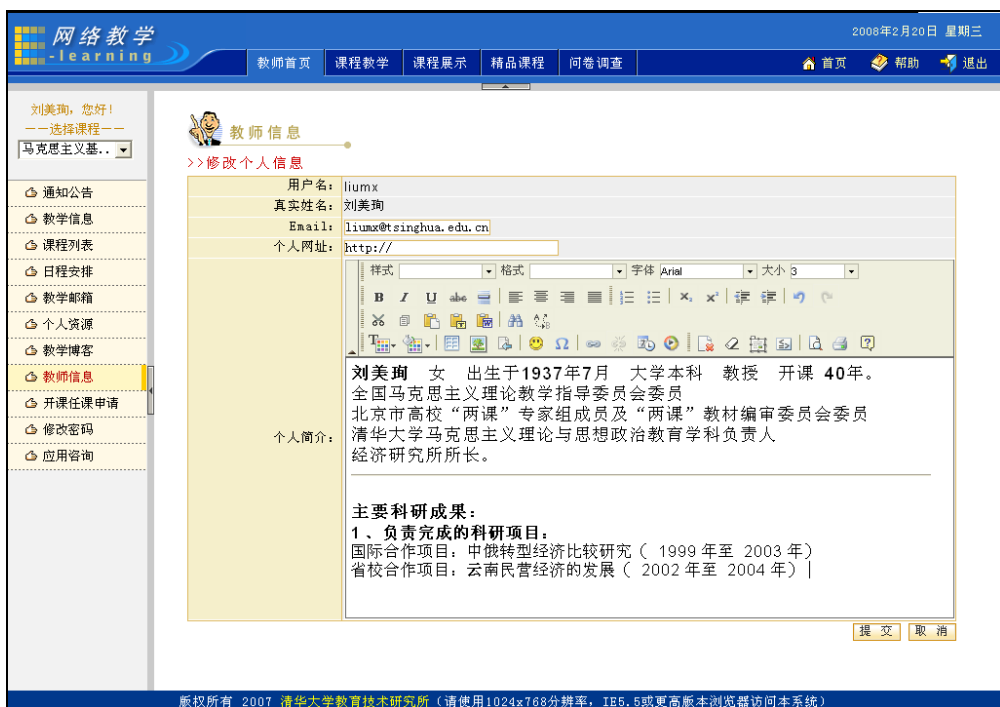 网络教学
-learning
2008年2月20日 星期三
教师首页 课程教学 课程展示 精品课程 问卷调查 首页 帮助 退出
刘美珣，您好！
——选择课程——
马克思主义基..
通知公告
教学信息
课程列表
日程安排
教学邮箱
个人资源
教学博客
教师信息
开课任课申请
修改密码
应用咨询
教师信息
>>修改个人信息
用户名： liumx
真实姓名： 刘美珣
Email： liumx@tsinghua.edu.cn
个人网址： http://
个人简介：
样式 格式 字体 Arial 大小 3
B I U abc
刘美珣 女 出生于1937年7月 大学本科 教授 开课 40年。
全国马克思主义理论教学指导委员会委员
北京市高校“两课”专家组成员及“两课”教材编审委员会委员
清华大学马克思主义理论与思想政治教育学科负责人
经济研究所所长。
主要科研成果：
1、负责完成的科研项目：
国际合作项目：中俄转型经济比较研究（ 1999 年至 2003 年）
省校合作项目：云南民营经济的发展（ 2002 年至 2004 年）
提 交 取 消
版权所有 2007 清华大学教育技术研究所（请使用1024x768分辨率，IE5.5或更高版本浏览器访问本系统）